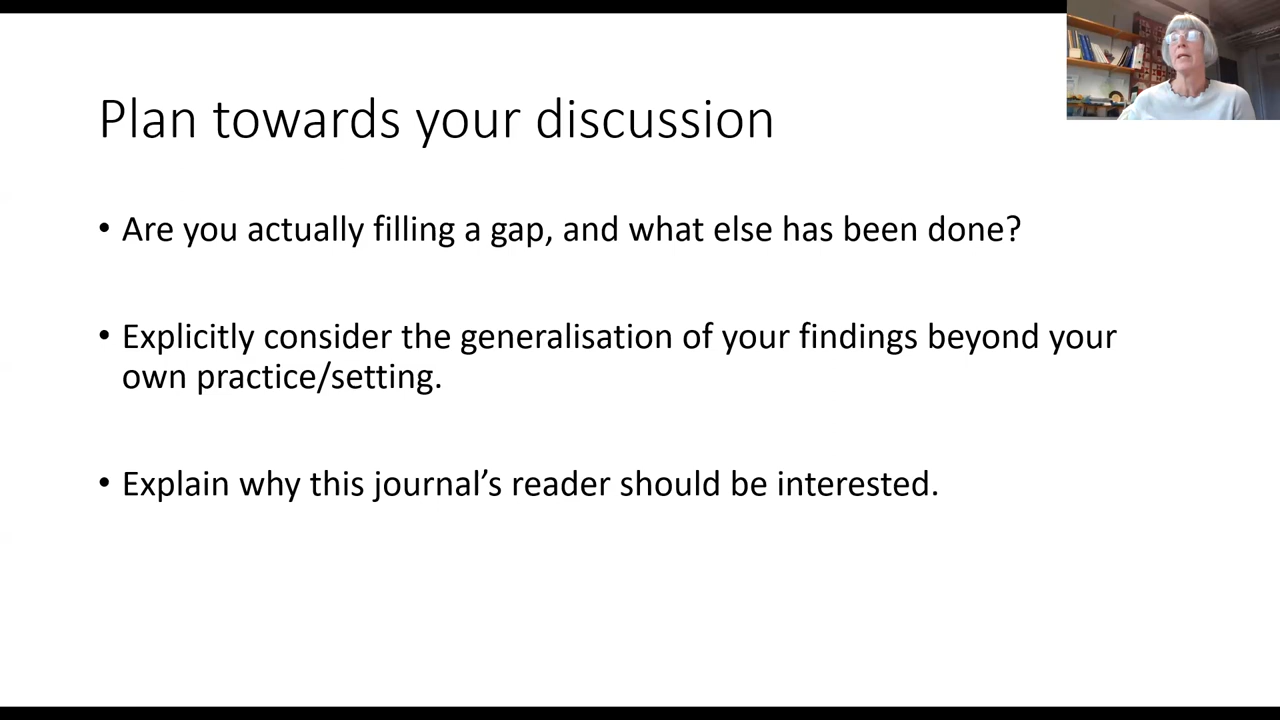 Plan towards your discussion
• Are you actually filling a gap, and what else has been done?
• Explicitly consider the generalisation of your findings beyond your
own practice/setting.
• Explain why this journal’s reader should be interested.